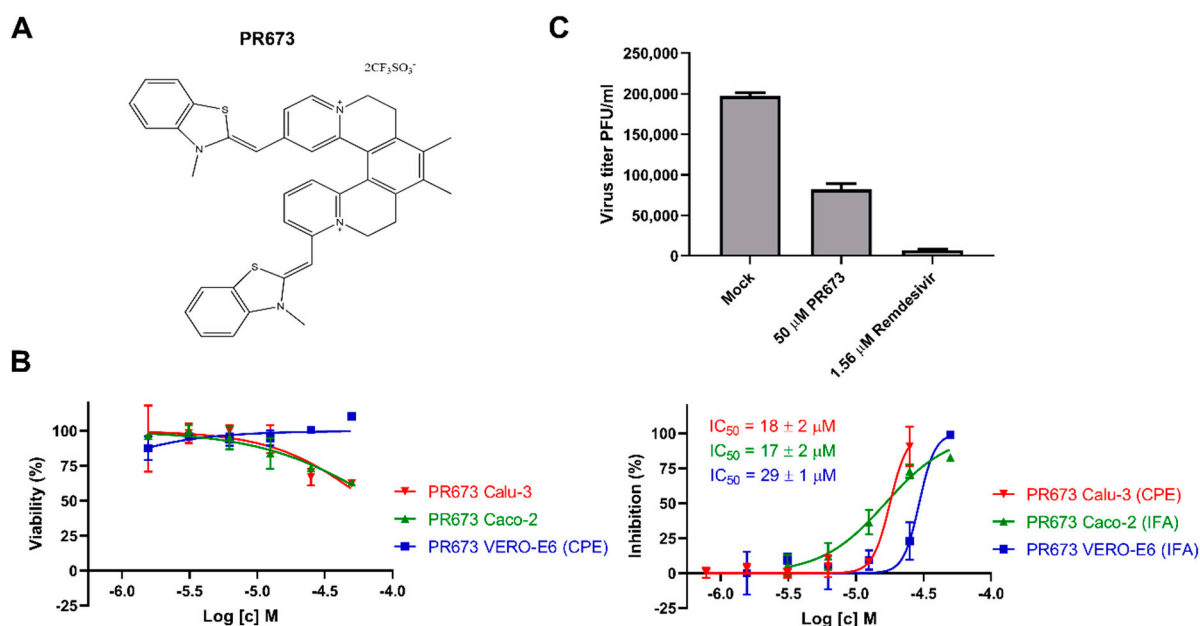 A
PR673
2CF₃SO₃⁻
S
N
N
+
N
+
S
N
C
Virus titer PFU/ml
250,000
200,000
150,000
100,000
50,000
0
Mock
50 μM PR673
1.56 μM Remdesivir
B
Viability (%)
100
75
50
25
0
-25
-6.0
-5.5
-5.0
-4.5
-4.0
Log [c] M
PR673 Calu-3
PR673 Caco-2
PR673 VERO-E6 (CPE)
Inhibition (%)
100
75
50
25
0
-25
-6.0
-5.5
-5.0
-4.5
-4.0
Log [c] M
IC₅₀ = 18 ± 2 μM
IC₅₀ = 17 ± 2 μM
IC₅₀ = 29 ± 1 μM
PR673 Calu-3 (CPE)
PR673 Caco-2 (IFA)
PR673 VERO-E6 (IFA)